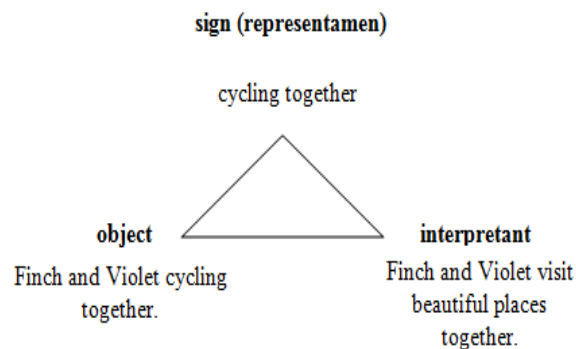 sign (representamen)
cycling together
object
Finch and Violet cycling
together.
interpretant
Finch and Violet visit
beautiful places
together.